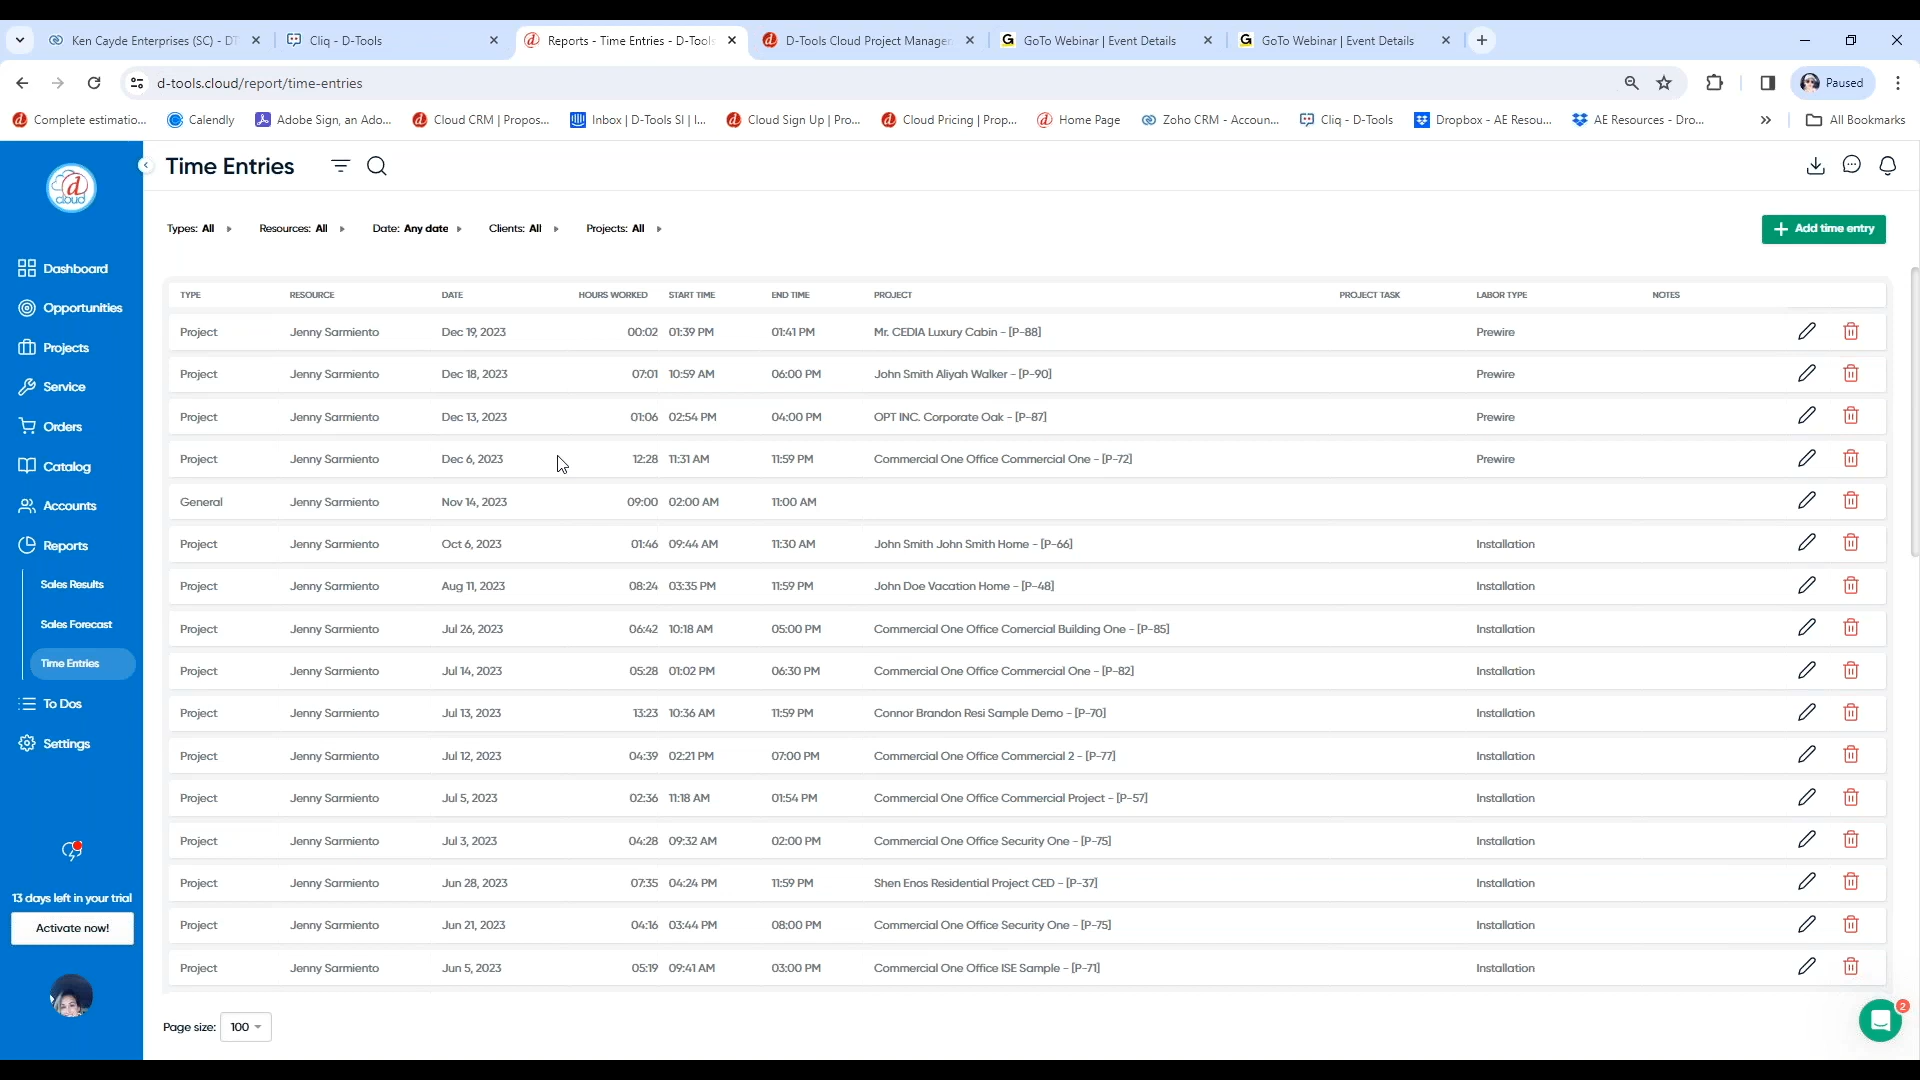 Ken Cayde Enterprises (SC) - DT
Cliq - D-Tools
Reports - Time Entries - D-Tools
D-Tools Cloud Project Managem
GoTo Webinar | Event Details
GoTo Webinar | Event Details
d-tools.cloud/report/time-entries
Paused
Complete estimatio...
Calendly
Adobe Sign, an Ado...
Cloud CRM | Propos...
Inbox | D-Tools SI | I...
Cloud Sign Up | Pro...
Cloud Pricing | Prop...
Home Page
Zoho CRM - Accoun...
Cliq - D-Tools
Dropbox - AE Resou...
AE Resources - Dro...
All Bookmarks
d
cloud
Dashboard
Opportunities
Projects
Service
Orders
Catalog
Accounts
Reports
Sales Results
Sales Forecast
Time Entries
To Dos
Settings
13 days left in your trial
Activate now!
Time Entries
Types: All
Resources: All
Date: Any date
Clients: All
Projects: All
+ Add time entry
TYPE RESOURCE DATE HOURS WORKED START TIME END TIME PROJECT PROJECT TASK LABOR TYPE NOTES
Project Jenny Sarmiento Dec 19, 2023 00:02 01:39 PM 01:41 PM Mr. CEDIA Luxury Cabin - [P-88] Prewire
Project Jenny Sarmiento Dec 18, 2023 07:01 10:59 AM 06:00 PM John Smith Aliyah Walker - [P-90] Prewire
Project Jenny Sarmiento Dec 13, 2023 01:06 02:54 PM 04:00 PM OPT INC. Corporate Oak - [P-87] Prewire
Project Jenny Sarmiento Dec 6, 2023 12:28 11:31 AM 11:59 PM Commercial One Office Commercial One - [P-72] Prewire
General Jenny Sarmiento Nov 14, 2023 09:00 02:00 AM 11:00 AM
Project Jenny Sarmiento Oct 6, 2023 01:46 09:44 AM 11:30 AM John Smith John Smith Home - [P-66] Installation
Project Jenny Sarmiento Aug 11, 2023 08:24 03:35 PM 11:59 PM John Doe Vacation Home - [P-48] Installation
Project Jenny Sarmiento Jul 26, 2023 06:42 10:18 AM 05:00 PM Commercial One Office Comercial Building One - [P-85] Installation
Project Jenny Sarmiento Jul 14, 2023 05:28 01:02 PM 06:30 PM Commercial One Office Commercial One - [P-82] Installation
Project Jenny Sarmiento Jul 13, 2023 13:23 10:36 AM 11:59 PM Connor Brandon Resi Sample Demo - [P-70] Installation
Project Jenny Sarmiento Jul 12, 2023 04:39 02:21 PM 07:00 PM Commercial One Office Commercial 2 - [P-77] Installation
Project Jenny Sarmiento Jul 5, 2023 02:36 11:18 AM 01:54 PM Commercial One Office Commercial Project - [P-57] Installation
Project Jenny Sarmiento Jul 3, 2023 04:28 09:32 AM 02:00 PM Commercial One Office Security One - [P-75] Installation
Project Jenny Sarmiento Jun 28, 2023 07:35 04:24 PM 11:59 PM Shen Enos Residential Project CED - [P-37] Installation
Project Jenny Sarmiento Jun 21, 2023 04:16 03:44 PM 08:00 PM Commercial One Office Security One - [P-75] Installation
Project Jenny Sarmiento Jun 5, 2023 05:19 09:41 AM 03:00 PM Commercial One Office ISE Sample - [P-71] Installation
Page size: 100
2